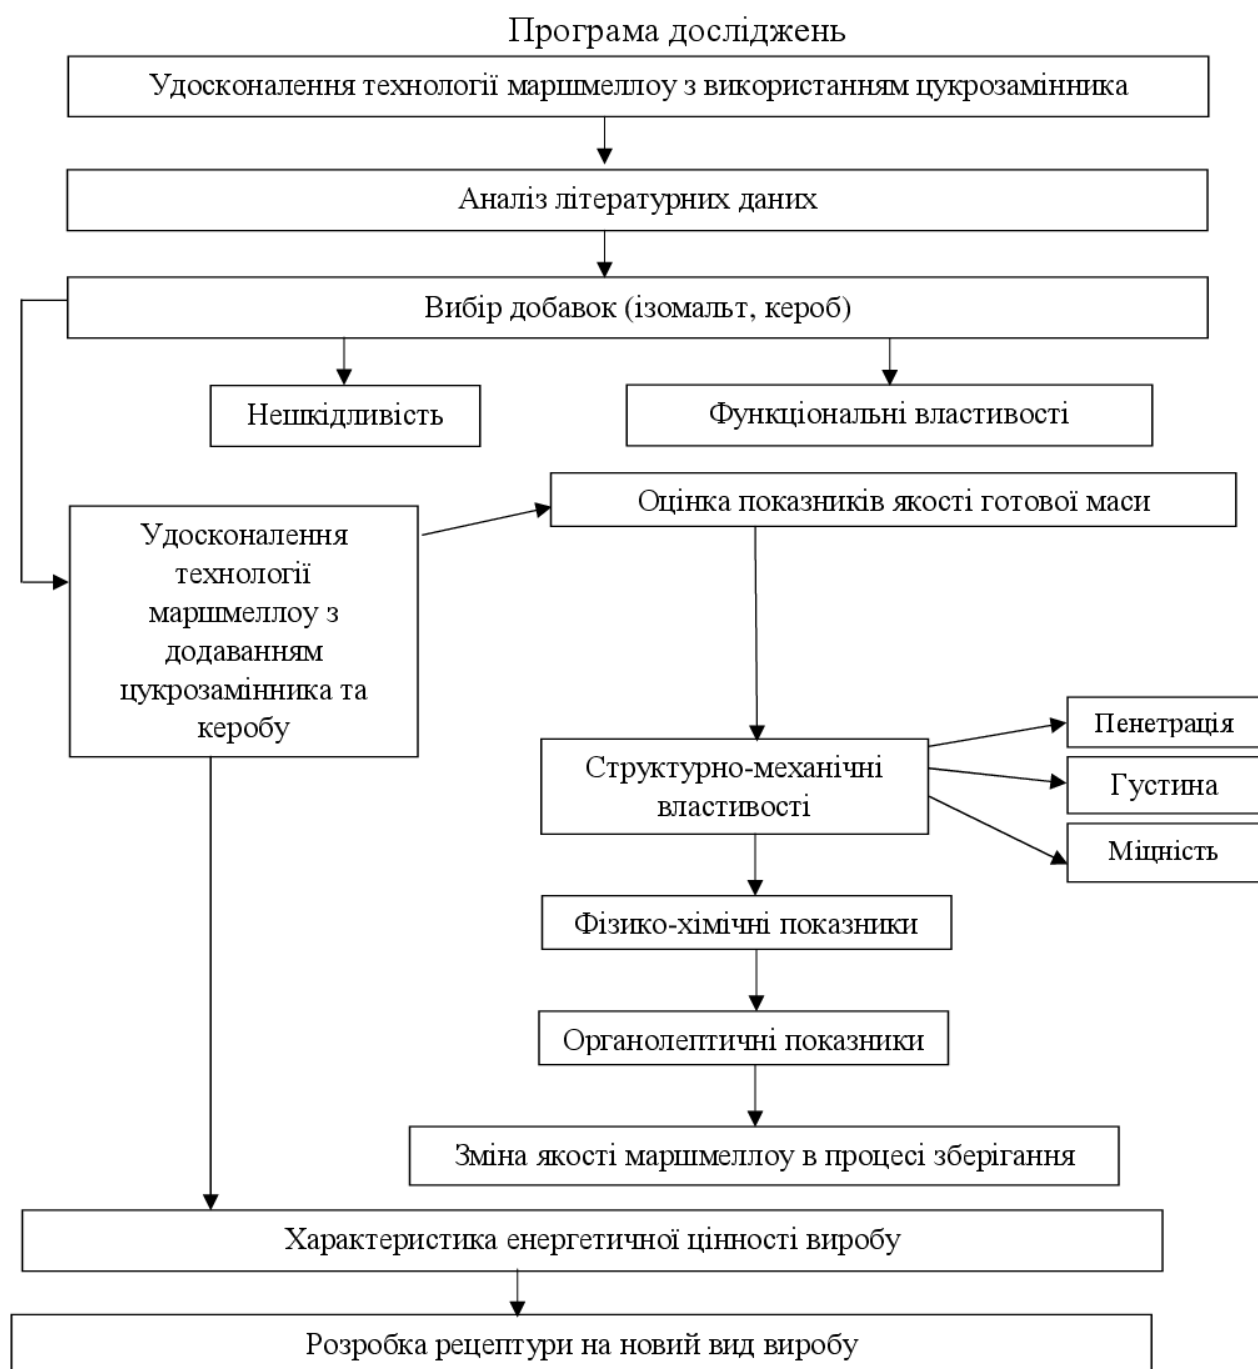 Програма досліджень
Удосконалення технології маршмеллоу з використанням цукрозамінника
Аналіз літературних даних
Вибір добавок (ізомальт, кероб)
Нешкідливість
Функціональні властивості
Оцінка показників якості готової маси
Удосконалення
технології
маршмеллоу з
додаванням
цукрозамінника та
керобу
Структурно-механічні
властивості
Пенетрація
Густина
Міцність
Фізико-хімічні показники
Органолептичні показники
Зміна якості маршмеллоу в процесі зберігання
Характеристика енергетичної цінності виробу
Розробка рецептури на новий вид виробу